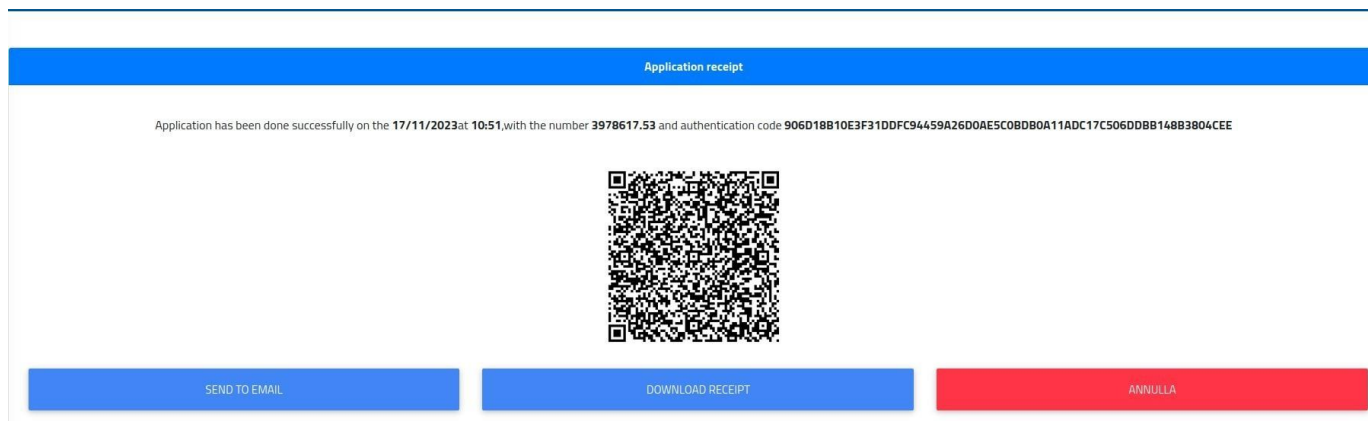 Application receipt
Application has been done successfully on the 17/11/2023at 10:51,with the number 3978617.53 and authentication code 906D18B10E3F31DDFC94459A26D0AE5C0BDB0A11ADC17C506DDBB148B3804CEE
SEND TO EMAIL
DOWNLOAD RECEIPT
ANNULLA